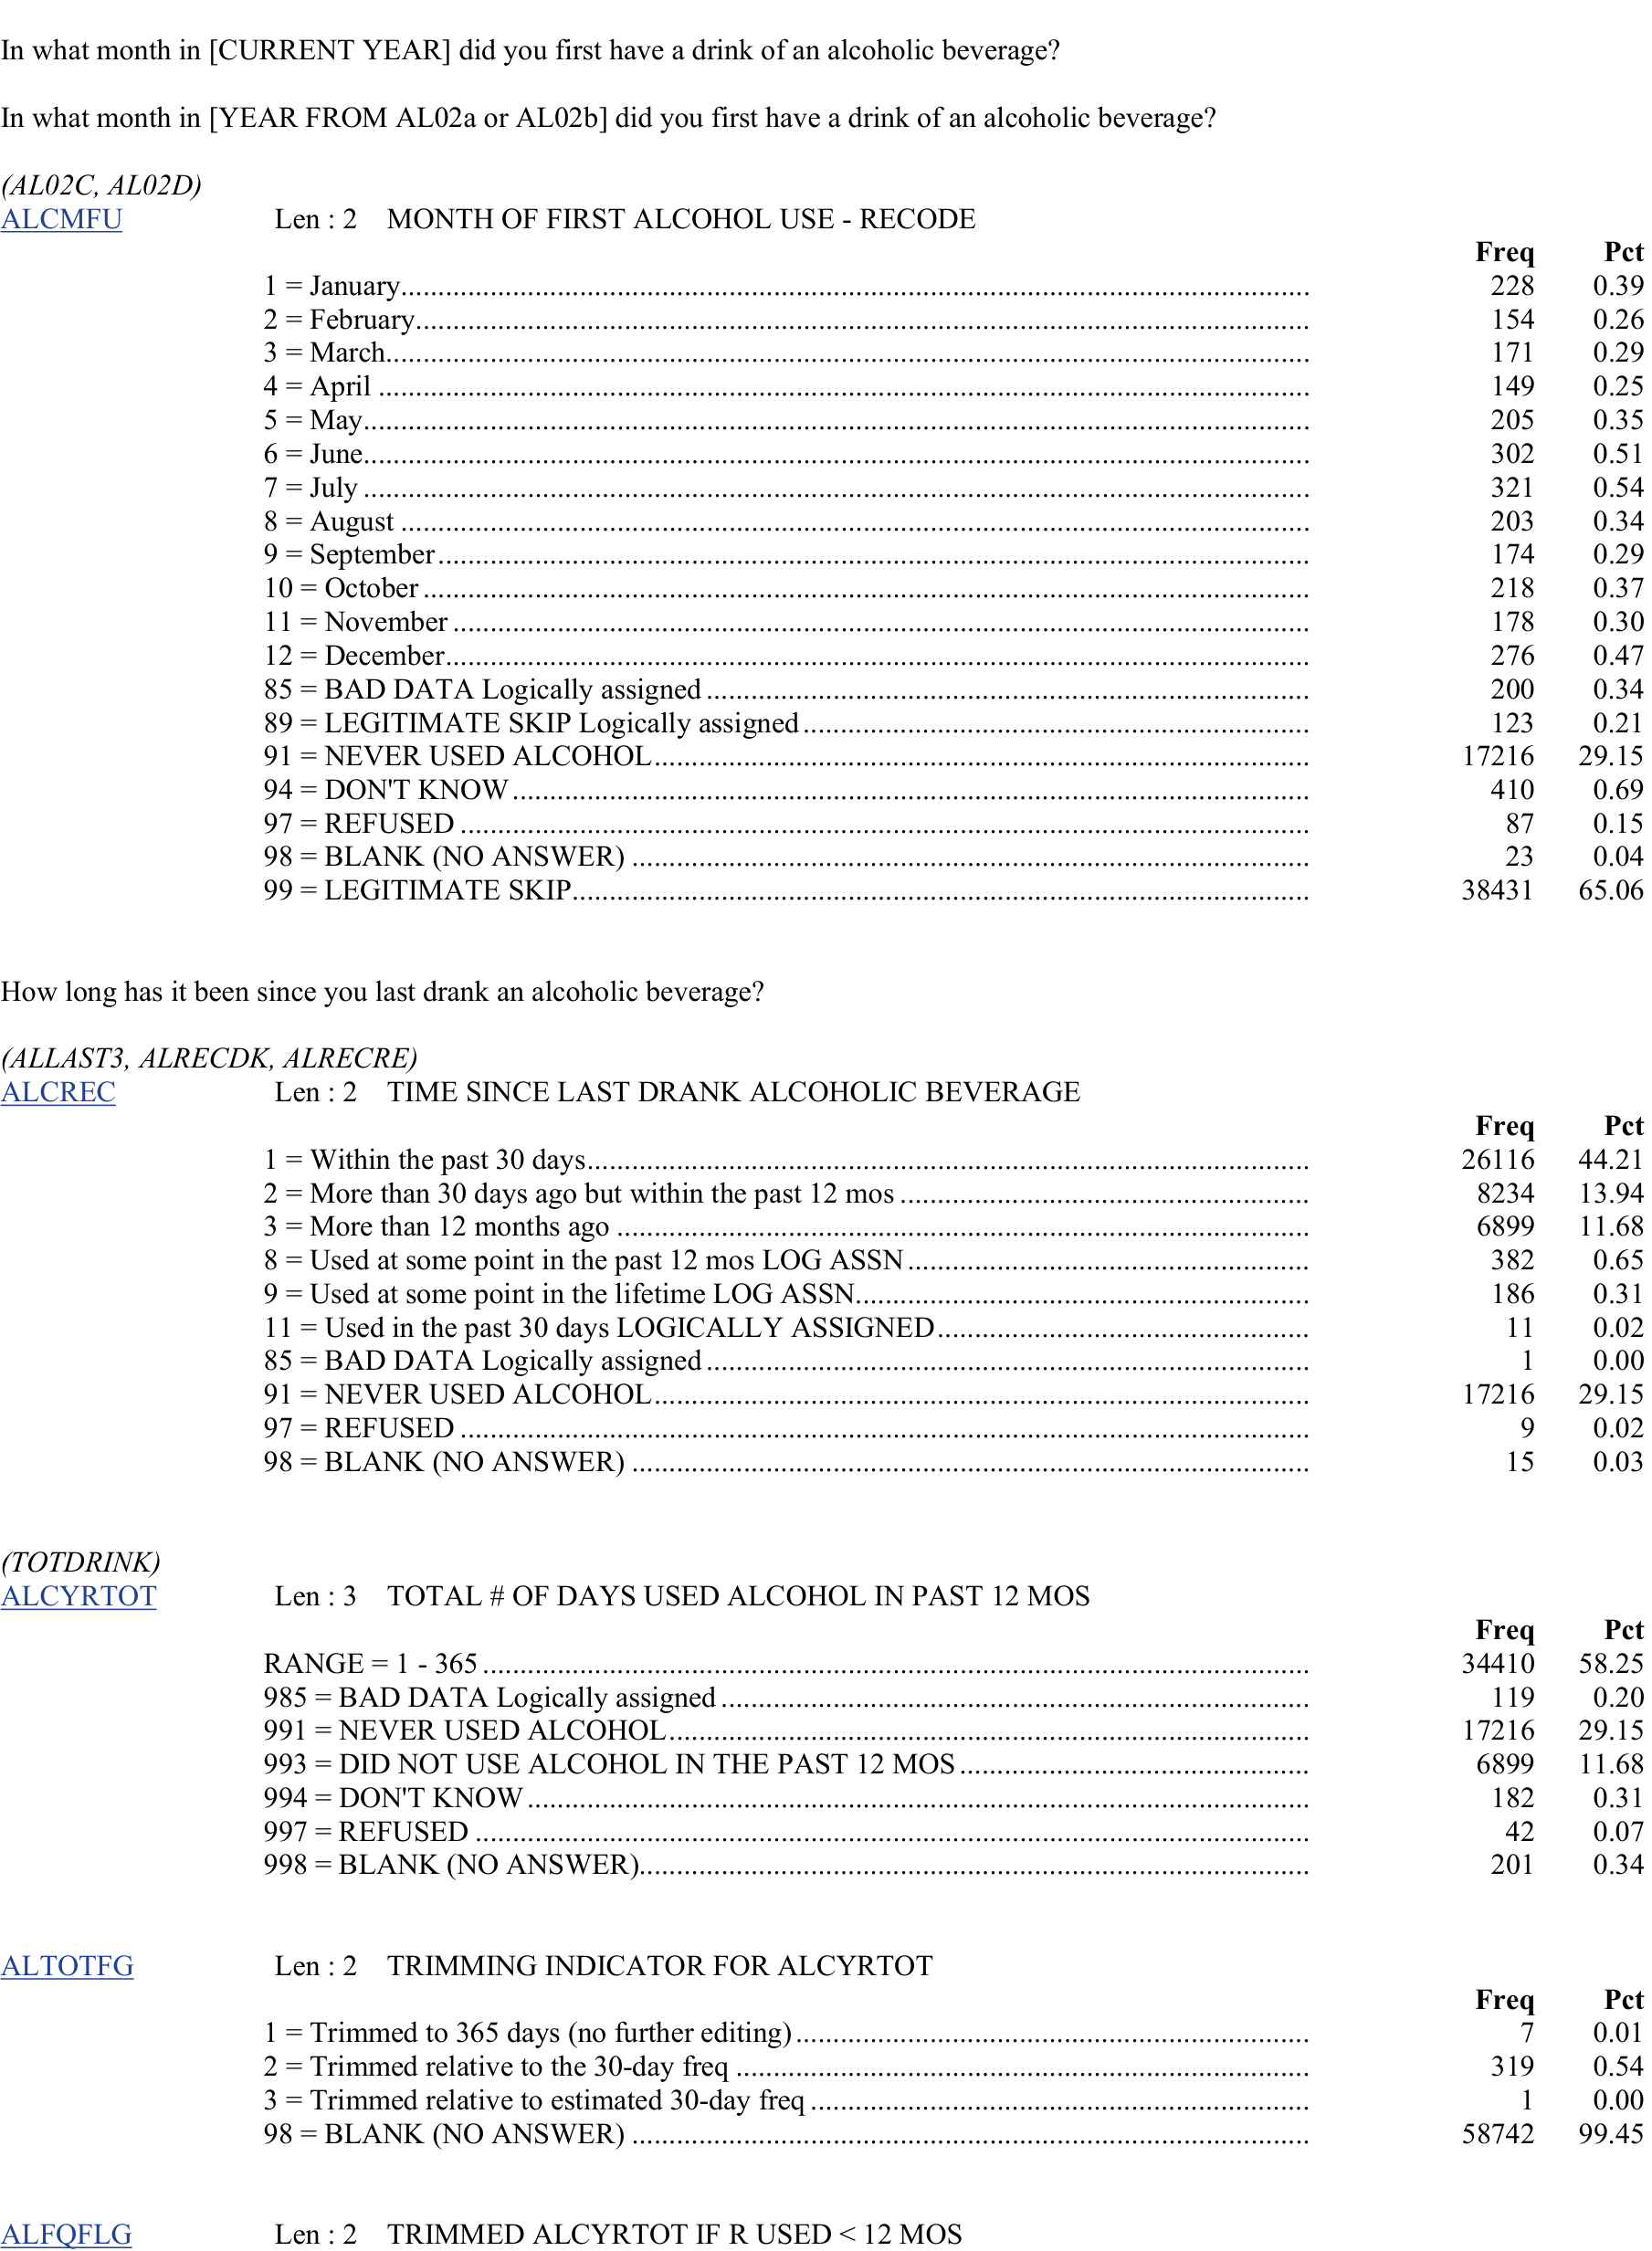 In what month in [CURRENT YEAR] did you first have a drink of an alcoholic beverage?
In what month in [YEAR FROM AL02a or AL02b] did you first have a drink of an alcoholic beverage?
(AL02C, AL02D)
ALCMFU Len : 2 MONTH OF FIRST ALCOHOL USE - RECODE
Freq Pct
1 = January 228 0.39
2 = February 154 0.26
3 = March 171 0.29
4 = April 149 0.25
5 = May 205 0.35
6 = June 302 0.51
7 = July 321 0.54
8 = August 203 0.34
9 = September 174 0.29
10 = October 218 0.37
11 = November 178 0.30
12 = December 276 0.47
85 = BAD DATA Logically assigned 200 0.34
89 = LEGITIMATE SKIP Logically assigned 123 0.21
91 = NEVER USED ALCOHOL 17216 29.15
94 = DON'T KNOW 410 0.69
97 = REFUSED 87 0.15
98 = BLANK (NO ANSWER) 23 0.04
99 = LEGITIMATE SKIP 38431 65.06
How long has it been since you last drank an alcoholic beverage?
(ALLAST3, ALRECDK, ALRECRE)
ALCREC Len : 2 TIME SINCE LAST DRANK ALCOHOLIC BEVERAGE
Freq Pct
1 = Within the past 30 days 26116 44.21
2 = More than 30 days ago but within the past 12 mos 8234 13.94
3 = More than 12 months ago 6899 11.68
8 = Used at some point in the past 12 mos LOG ASSN 382 0.65
9 = Used at some point in the lifetime LOG ASSN 186 0.31
11 = Used in the past 30 days LOGICALLY ASSIGNED 11 0.02
85 = BAD DATA Logically assigned 1 0.00
91 = NEVER USED ALCOHOL 17216 29.15
97 = REFUSED 9 0.02
98 = BLANK (NO ANSWER) 15 0.03
(TOTDRINK)
ALCYRTOT Len : 3 TOTAL # OF DAYS USED ALCOHOL IN PAST 12 MOS
Freq Pct
RANGE = 1 - 365 34410 58.25
985 = BAD DATA Logically assigned 119 0.20
991 = NEVER USED ALCOHOL 17216 29.15
993 = DID NOT USE ALCOHOL IN THE PAST 12 MOS 6899 11.68
994 = DON'T KNOW 182 0.31
997 = REFUSED 42 0.07
998 = BLANK (NO ANSWER) 201 0.34
ALTOTFG Len : 2 TRIMMING INDICATOR FOR ALCYRTOT
Freq Pct
1 = Trimmed to 365 days (no further editing) 7 0.01
2 = Trimmed relative to the 30-day freq 319 0.54
3 = Trimmed relative to estimated 30-day freq 1 0.00
98 = BLANK (NO ANSWER) 58742 99.45
ALFQFLG Len : 2 TRIMMED ALCYRTOT IF R USED < 12 MOS